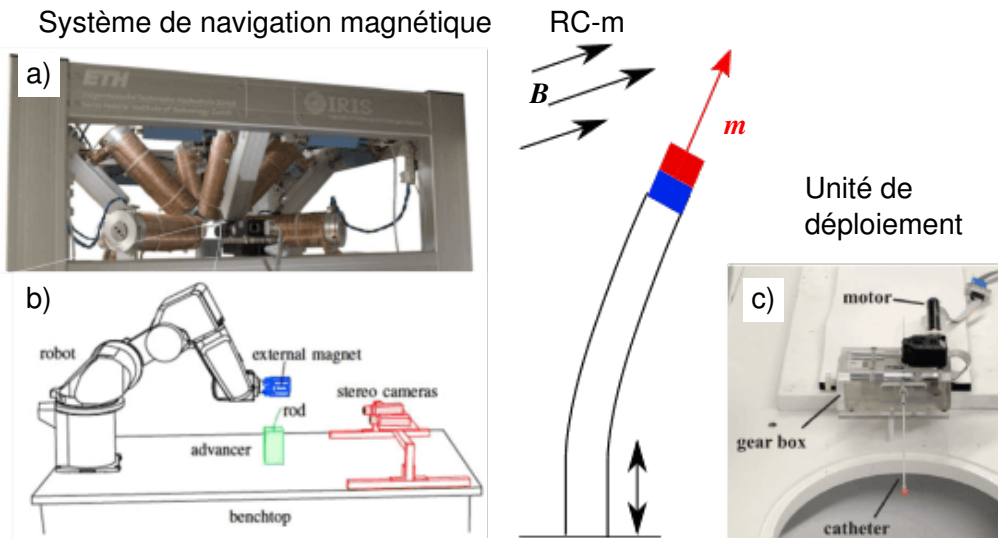 Système de navigation magnétique
RC-m
a)
ETH
IRIS
B
m
Unité de
déploiement
b)
robot
external magnet
stereo cameras
rod
advancer
benchtop
c)
motor
gear box
catheter